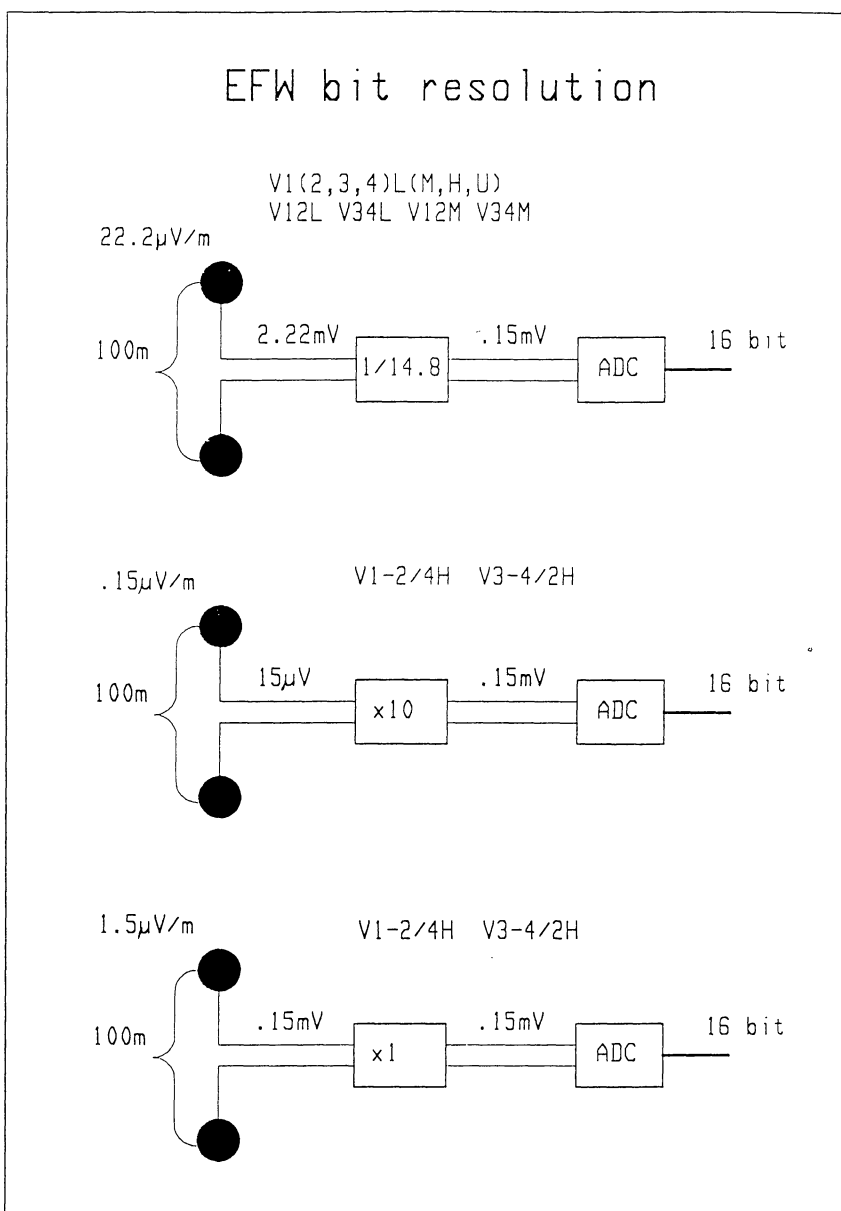 EFW bit resolution
V1(2,3,4)L(M,H,U)
V12L V34L V12M V34M
22.2µV/m
100m
2.22mV
1/14.8
.15mV
ADC
16 bit
.15µV/m
V1-2/4H V3-4/2H
100m
15µV
x10
.15mV
ADC
16 bit
1.5µV/m
V1-2/4H V3-4/2H
100m
.15mV
x1
.15mV
ADC
16 bit